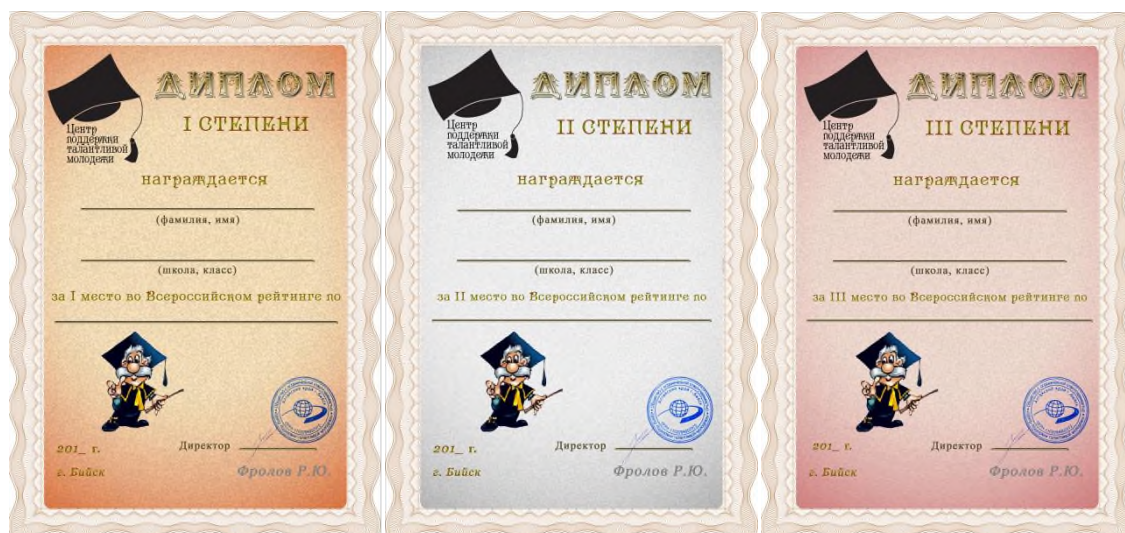 ДИПЛОМ
I СТЕПЕНИ
Центр
поддержки
талантливой
молодежи
награждается
(фамилия, имя)
(школа, класс)
за I место во Всероссийском рейтинге по
Директор
201_ г.
г. Бийск
Фролов Р.Ю.
ДИПЛОМ
II СТЕПЕНИ
Центр
поддержки
талантливой
молодежи
награждается
(фамилия, имя)
(школа, класс)
за II место во Всероссийском рейтинге по
Директор
201_ г.
г. Бийск
Фролов Р.Ю.
ДИПЛОМ
III СТЕПЕНИ
Центр
поддержки
талантливой
молодежи
награждается
(фамилия, имя)
(школа, класс)
за III место во Всероссийском рейтинге по
Директор
201_ г.
г. Бийск
Фролов Р.Ю.